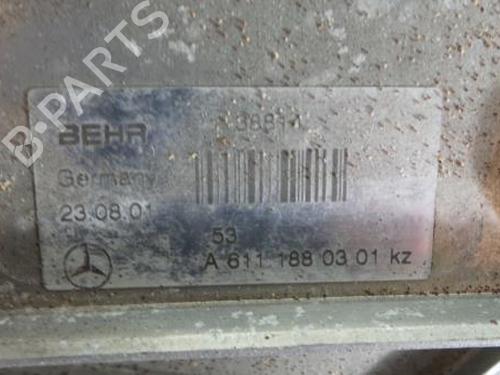 B-PARTS
BEHR
Germany
23.08.01
53
A 611 188 03 01 kz